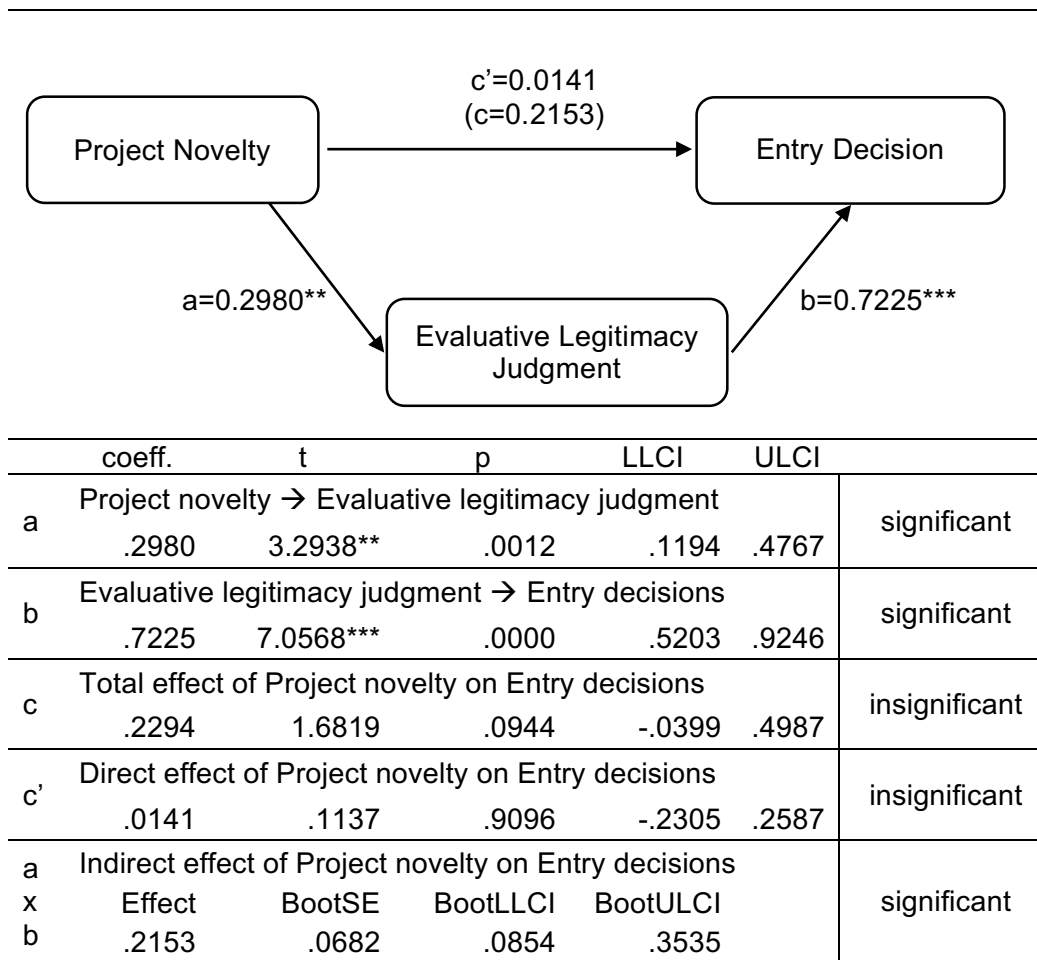 c’=0.0141
(c=0.2153)
Project Novelty
Entry Decision
a=0.2980**
b=0.7225***
Evaluative Legitimacy
Judgment
coeff. t p LLCI ULCI
a Project novelty → Evaluative legitimacy judgment significant
.2980 3.2938** .0012 .1194 .4767
b Evaluative legitimacy judgment → Entry decisions significant
.7225 7.0568*** .0000 .5203 .9246
c Total effect of Project novelty on Entry decisions insignificant
.2294 1.6819 .0944 -.0399 .4987
c’ Direct effect of Project novelty on Entry decisions insignificant
.0141 .1137 .9096 -.2305 .2587
a Indirect effect of Project novelty on Entry decisions
x Effect BootSE BootLLCI BootULCI significant
b .2153 .0682 .0854 .3535